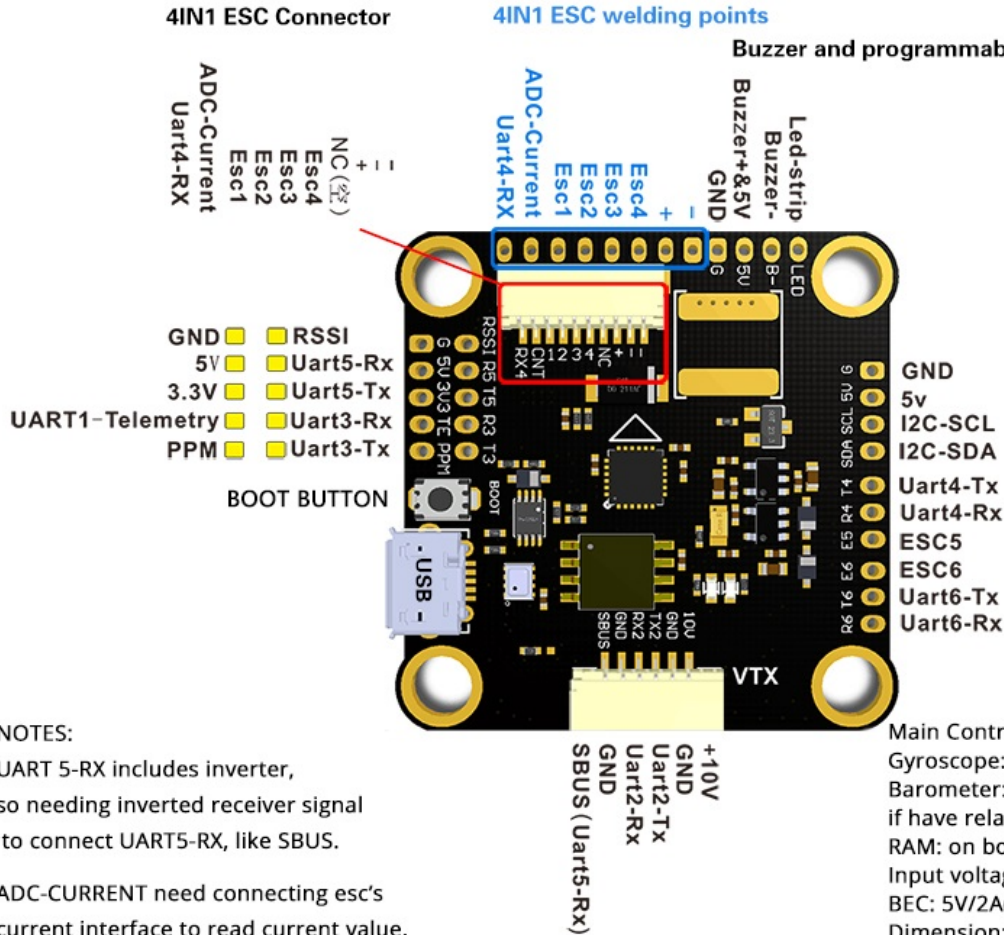 4IN1 ESC Connector
4IN1 ESC welding points
Buzzer and programmab
Uart4-RX
ADC-Current
Esc1
Esc2
Esc3
Esc4
NC(空)
+
-
-
Uart4-RX
ADC-Current
Esc1
Esc2
Esc3
Esc4
+
-
GND
Buzzer+&5V
Buzzer-
Led-strip
G
5V
B-
LED
RX4
CNT
1
2
3
4
NC
+
-
-
GND
RSSI
5V
Uart5-Rx
3.3V
Uart5-Tx
UART1-Telemetry
Uart3-Rx
PPM
Uart3-Tx
G
5V
3V3
TE
PPM
RSSI
R5
T5
R3
T3
BOOT BUTTON
BOOT
USB
G
5V
SCL
SDA
T4
R4
E5
E6
T6
R6
GND
5v
I2C-SCL
I2C-SDA
Uart4-Tx
Uart4-Rx
ESC5
ESC6
Uart6-Tx
Uart6-Rx
SBUS
GND
RX2
TX2
GND
10V
VTX
SBUS(Uart5-Rx)
GND
Uart2-Rx
Uart2-Tx
GND
+10V
NOTES:
UART 5-RX includes inverter,
so needing inverted receiver signal
to connect UART5-RX, like SBUS.
ADC-CURRENT need connecting esc's
current interface to read current value.
Main Contr
Gyroscope:
Barometer:
if have rela
RAM: on bo
Input voltag
BEC: 5V/2A
Dimension: